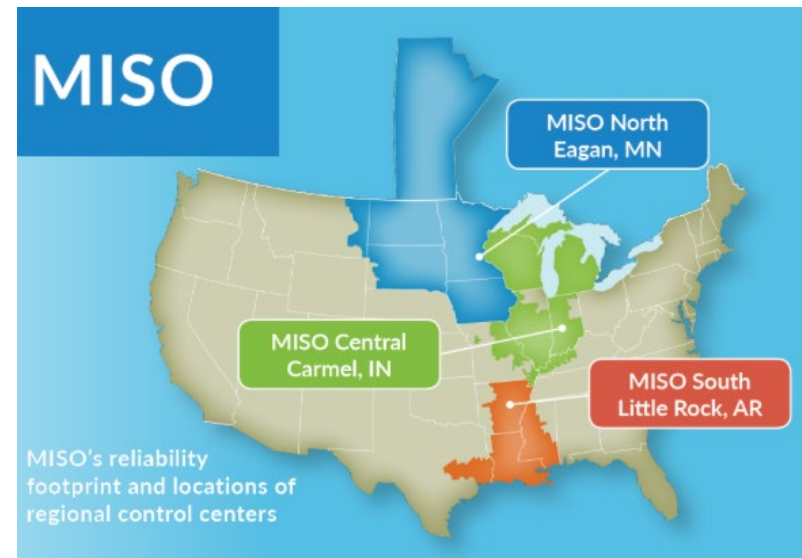 MISO
MISO North
Eagan, MN
MISO Central
Carmel, IN
MISO South
Little Rock, AR
MISO's reliability
footprint and locations of
regional control centers